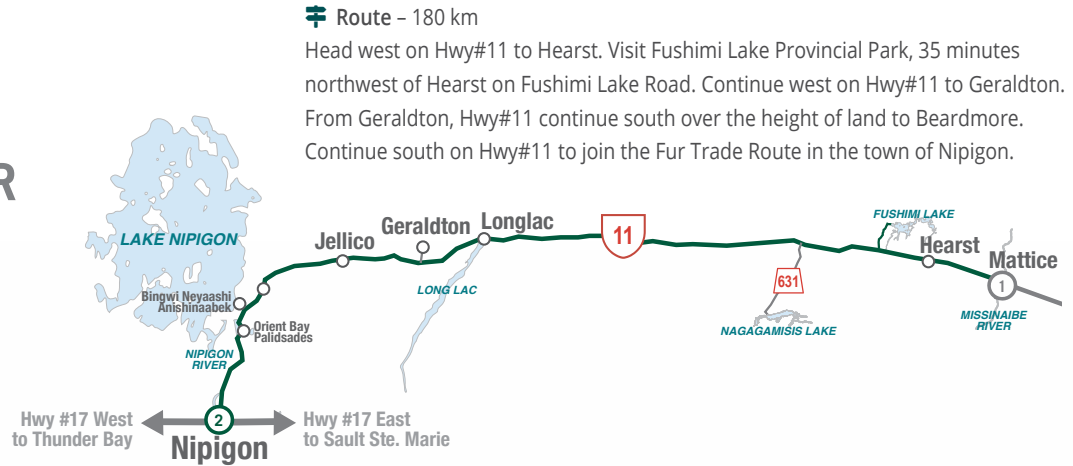 Route – 180 km
Head west on Hwy#11 to Hearst. Visit Fushimi Lake Provincial Park, 35 minutes
northwest of Hearst on Fushimi Lake Road. Continue west on Hwy#11 to Geraldton.
From Geraldton, Hwy#11 continue south over the height of land to Beardmore.
Continue south on Hwy#11 to join the Fur Trade Route in the town of Nipigon.
R
FUSHIMI LAKE
Geraldton
Longlac
11
LAKE NIPIGON
Jellico
Hearst
Mattice
631
1
LONG LAC
Bingwi Neyaashi
Anishinaabek
MISSINAIBE
RIVER
Orient Bay
Palidsades
NAGAGAMISIS LAKE
NIPIGON
RIVER
Hwy #17 West
to Thunder Bay
2
Hwy #17 East
to Sault Ste. Marie
Nipigon